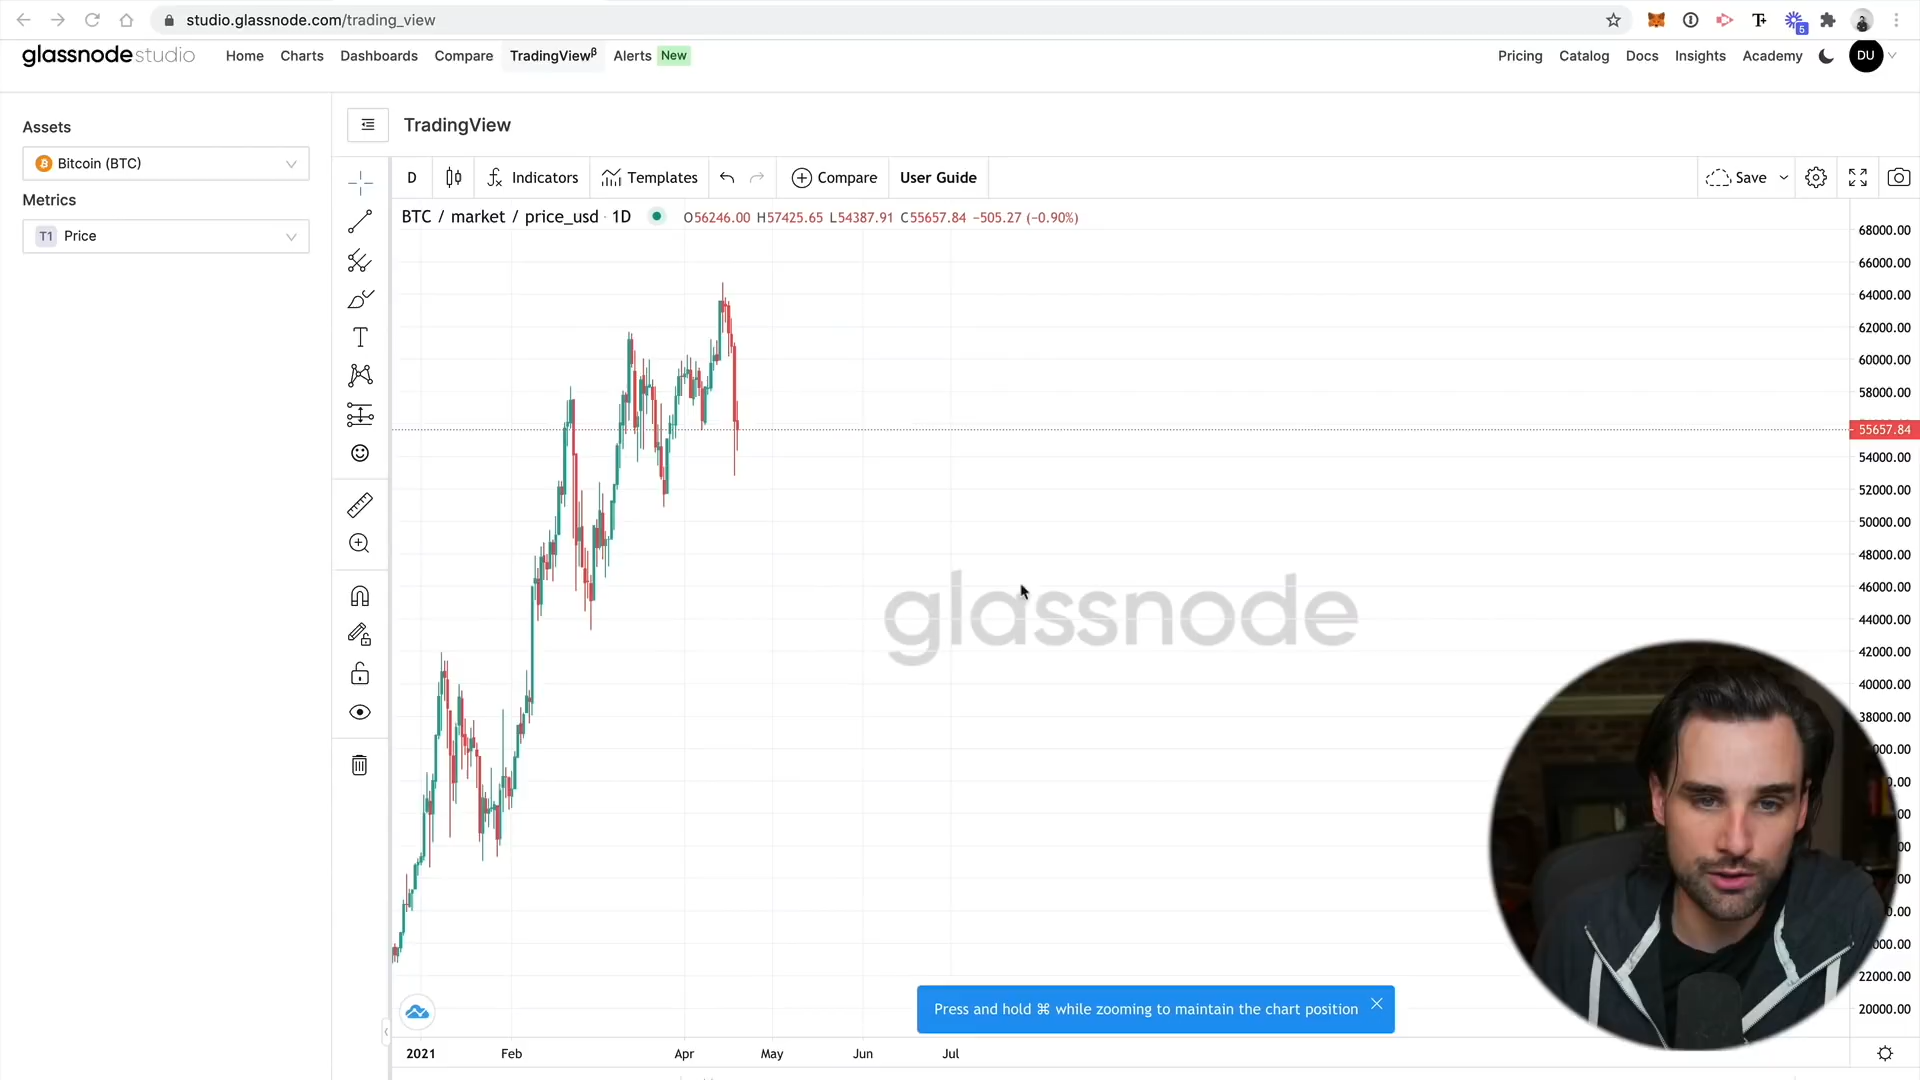 studio.glassnode.com/trading_view
5
glassnodestudio Home Charts Dashboards Compare TradingViewβ Alerts New Pricing Catalog Docs Insights Academy DU
Assets
Bitcoin (BTC)
Metrics
T1 Price
TradingView
D Indicators Templates Compare User Guide Save
BTC / market / price_usd · 1D O56246.00 H57425.65 L54387.91 C55657.84 −505.27 (−0.90%)
68000.00
66000.00
64000.00
62000.00
60000.00
58000.00
55657.84
54000.00
52000.00
50000.00
48000.00
46000.00
44000.00
42000.00
40000.00
38000.00
22000.00
20000.00
glassnode
Press and hold ⌘ while zooming to maintain the chart position
2021 Feb Apr May Jun Jul